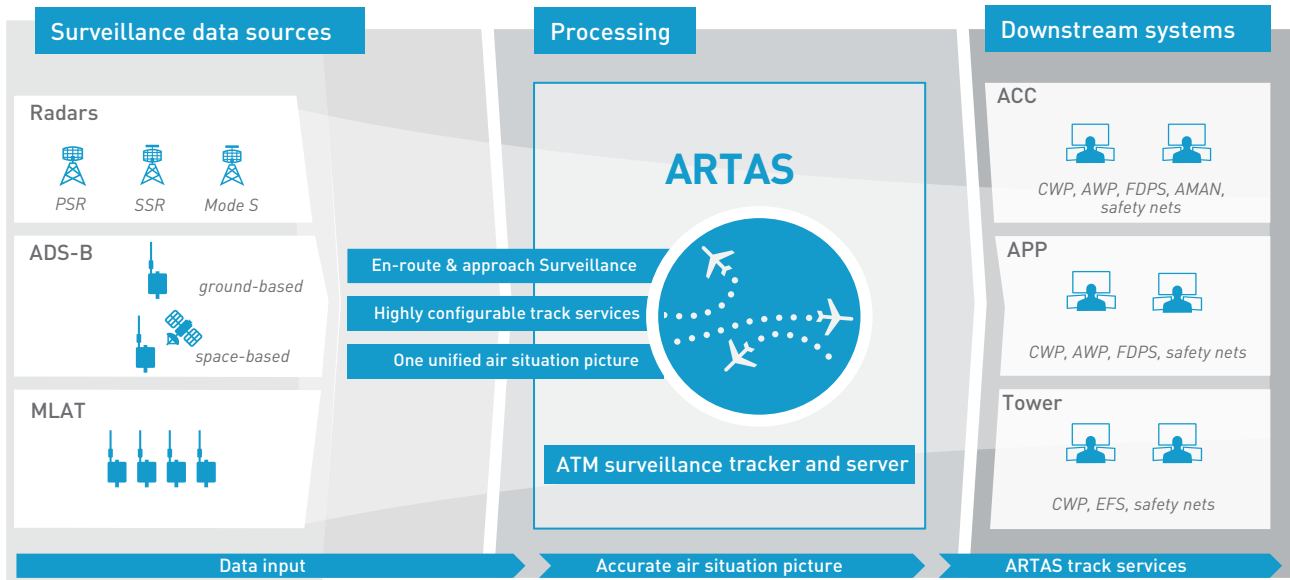 Surveillance data sources
Radars
PSR
SSR
Mode S
ADS-B
ground-based
space-based
MLAT
Data input
Processing
ARTAS
En-route & approach Surveillance
Highly configurable track services
One unified air situation picture
ATM surveillance tracker and server
Accurate air situation picture
Downstream systems
ACC
CWP, AWP, FDPS, AMAN,
safety nets
APP
CWP, AWP, FDPS, safety nets
Tower
CWP, EFS, safety nets
ARTAS track services